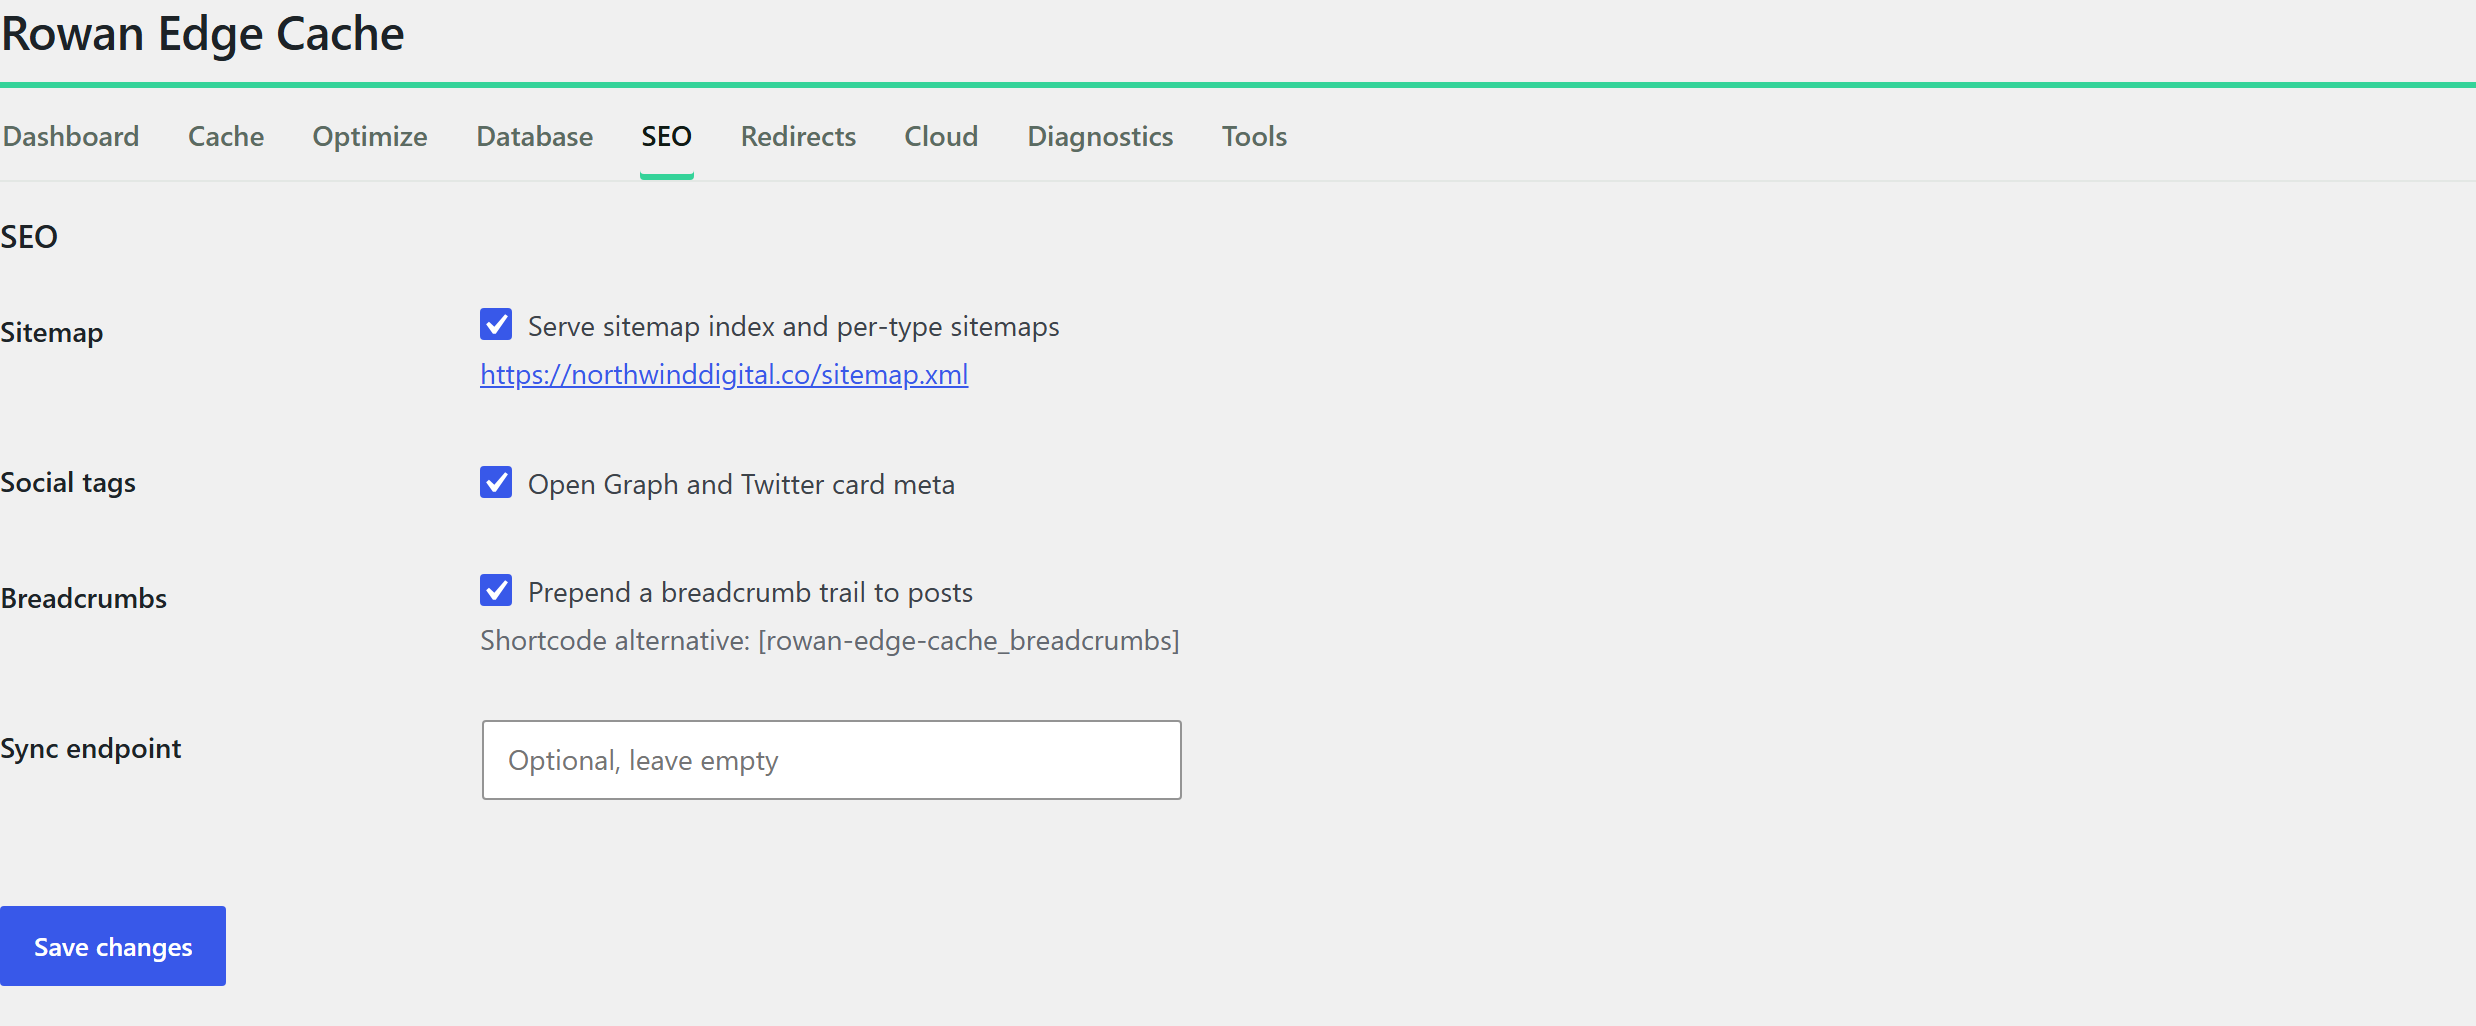 Rowan Edge Cache
Dashboard Cache Optimize Database SEO Redirects Cloud Diagnostics Tools
SEO
Sitemap
Serve sitemap index and per-type sitemaps
https://northwinddigital.co/sitemap.xml
Social tags
Open Graph and Twitter card meta
Breadcrumbs
Prepend a breadcrumb trail to posts
Shortcode alternative: [rowan-edge-cache_breadcrumbs]
Sync endpoint
Optional, leave empty
Save changes